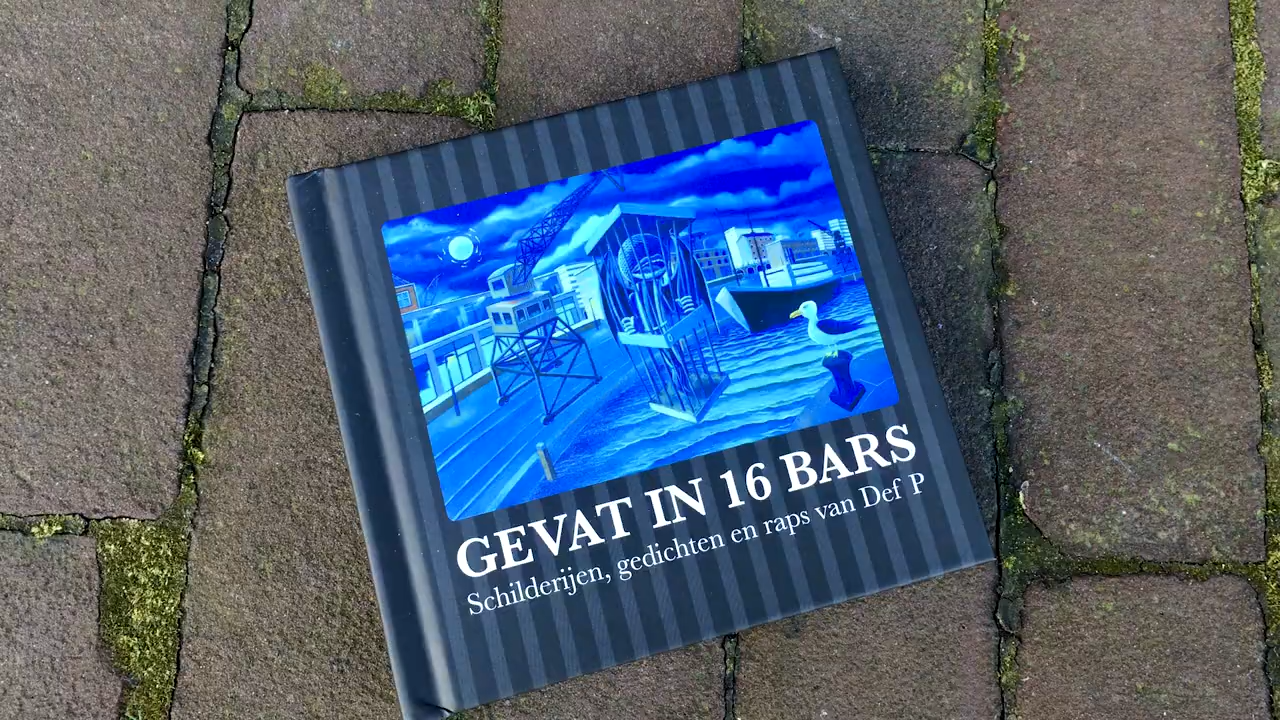 GEVAT IN 16 BARS
Schilderijen, gedichten en raps van Def P